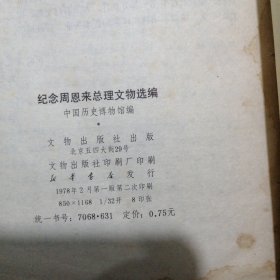 纪念周恩来总理文物选编
中国历史博物馆编
*
文物出版社出版
北京五四大街29号
文物出版社印刷厂印刷
新华书店发行
1978年2月第一版第二次印刷
850×1168 1/32开 8印张
统一书号：7068·631 定价：0.75元